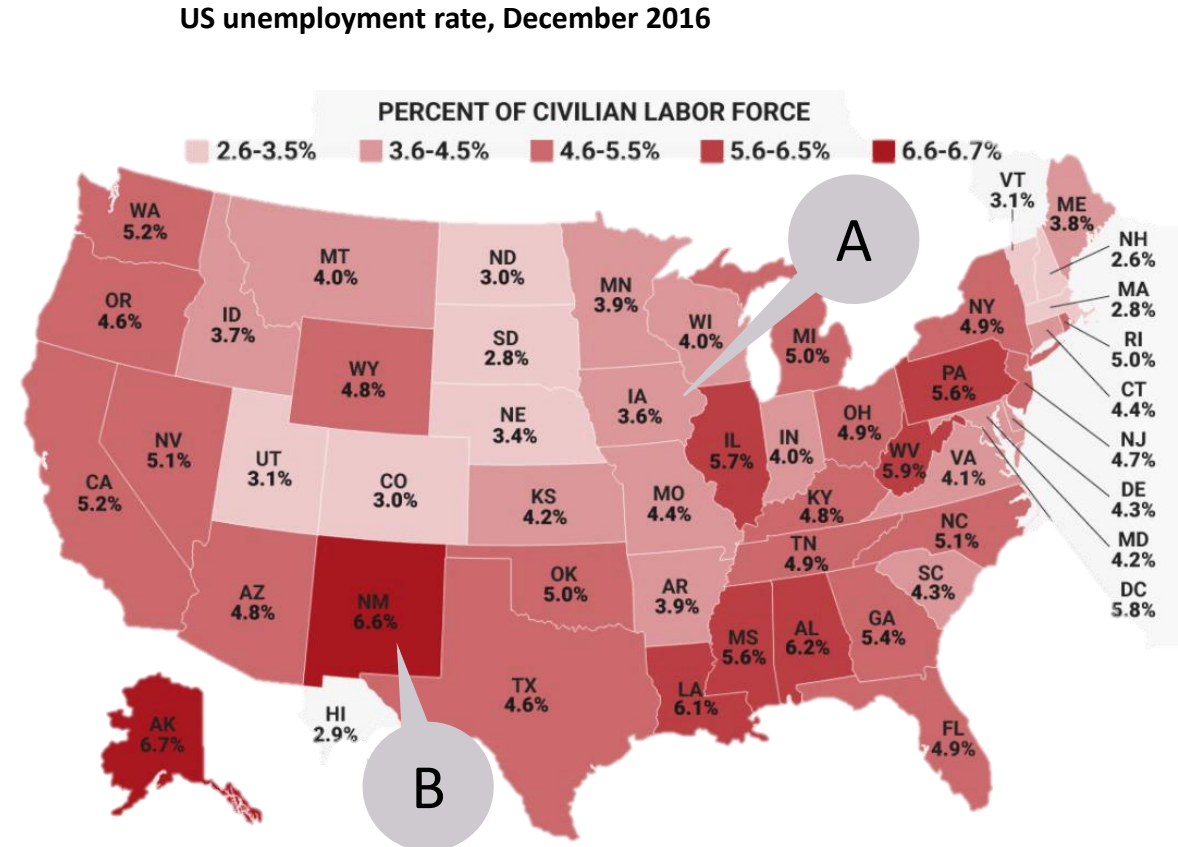 US unemployment rate, December 2016
PERCENT OF CIVILIAN LABOR FORCE
2.6-3.5% 3.6-4.5% 4.6-5.5% 5.6-6.5% 6.6-6.7%
WA
5.2%
OR
4.6%
ID
3.7%
MT
4.0%
WY
4.8%
ND
3.0%
SD
2.8%
NE
3.4%
MN
3.9%
IA
3.6%
WI
4.0%
A
MI
5.0%
VT
3.1%
ME
3.8%
NH
2.6%
MA
2.8%
RI
5.0%
CT
4.4%
NJ
4.7%
DE
4.3%
MD
4.2%
DC
5.8%
NY
4.9%
PA
5.6%
CA
5.2%
NV
5.1%
UT
3.1%
CO
3.0%
KS
4.2%
MO
4.4%
IL
5.7%
IN
4.0%
OH
4.9%
WV
5.9%
VA
4.1%
KY
4.8%
NC
5.1%
TN
4.9%
SC
4.3%
AZ
4.8%
NM
6.6%
OK
5.0%
AR
3.9%
MS
5.6%
AL
6.2%
GA
5.4%
TX
4.6%
LA
6.1%
FL
4.9%
AK
6.7%
HI
2.9%
B